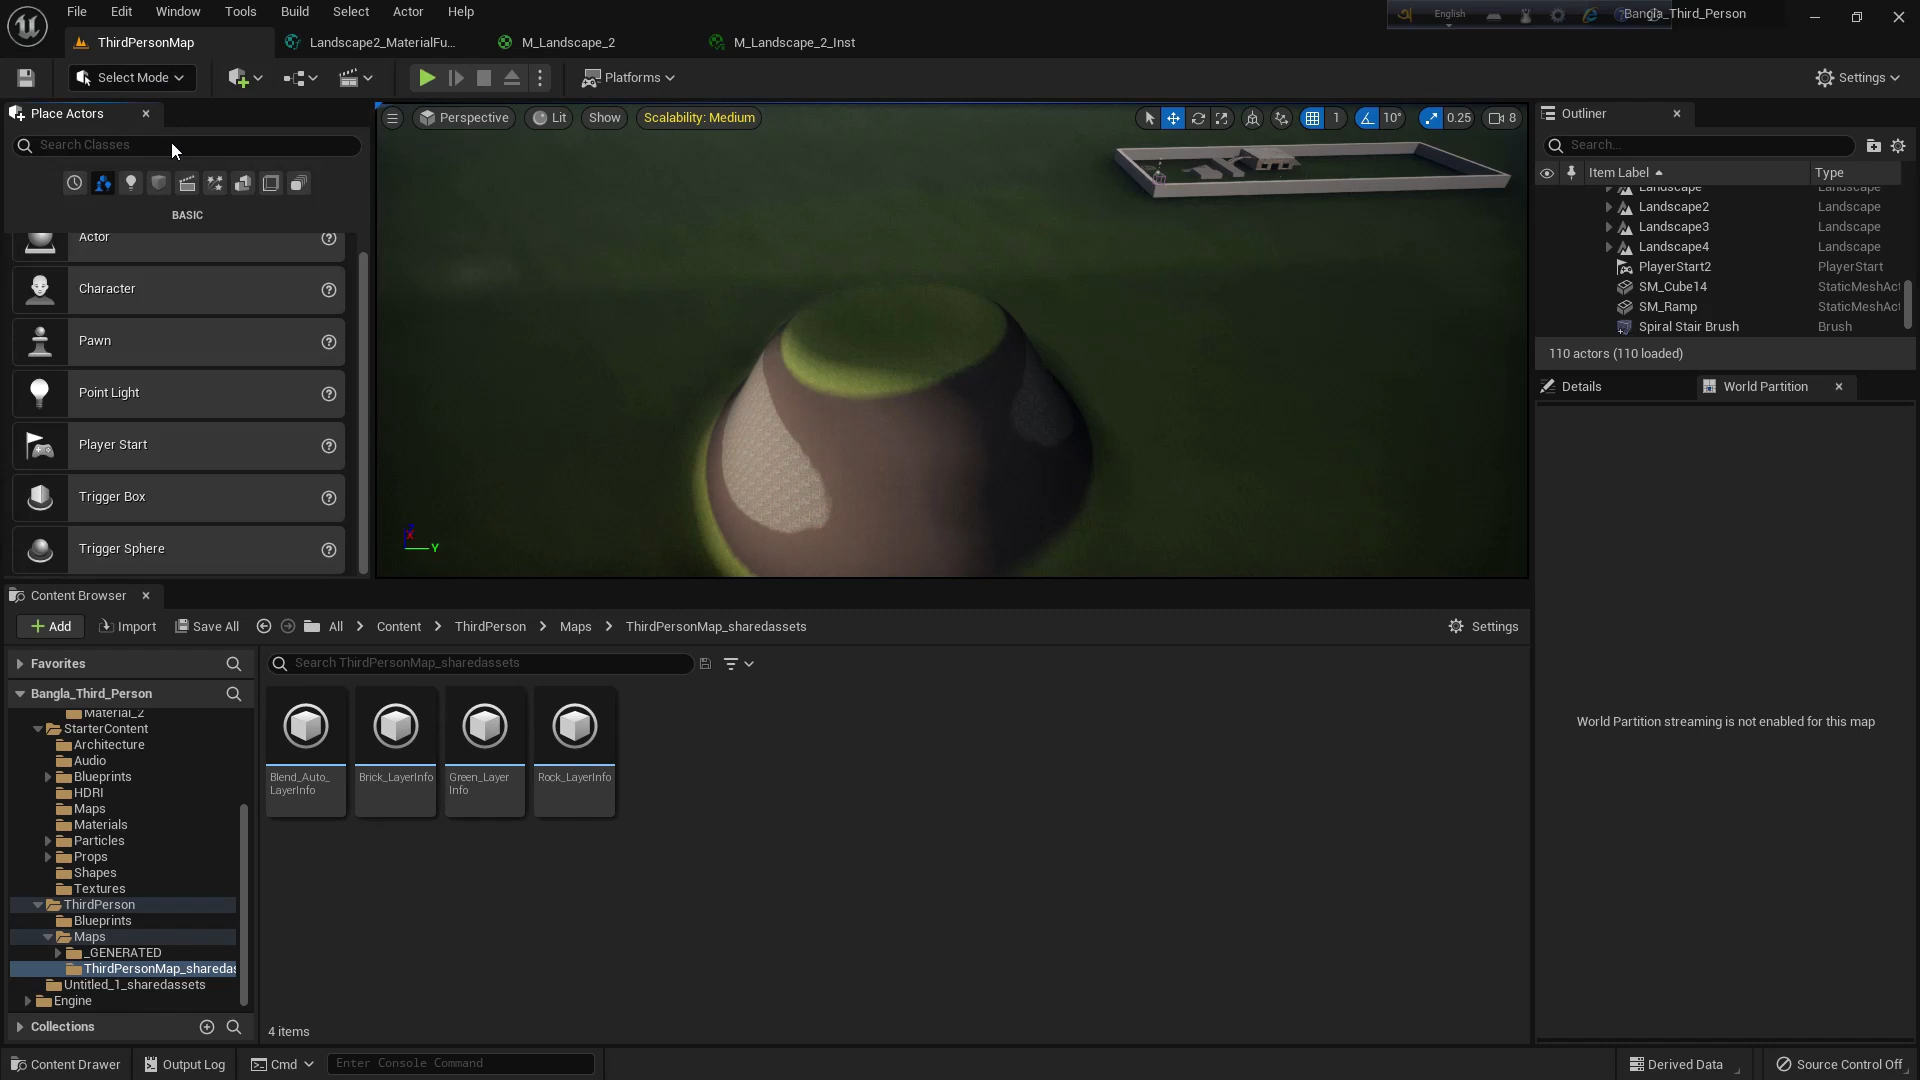 File Edit Window Tools Build Select Actor Help
English
Bangla_Third_Person
ThirdPersonMap
Landscape2_MaterialFu...
M_Landscape_2
M_Landscape_2_Inst
Select Mode
Platforms
Settings
Place Actors
Search Classes
BASIC
Actor
Character
Pawn
Point Light
Player Start
Trigger Box
Trigger Sphere
Perspective
Lit
Show
Scalability: Medium
1
10°
0.25
8
X
Y
Outliner
Search...
Item Label Type
Landscape Landscape
Landscape2 Landscape
Landscape3 Landscape
Landscape4 Landscape
PlayerStart2 PlayerStart
SM_Cube14 StaticMeshAct
SM_Ramp StaticMeshAct
Spiral Stair Brush Brush
110 actors (110 loaded)
Details
World Partition
World Partition streaming is not enabled for this map
Content Browser
Add
Import
Save All
All > Content > ThirdPerson > Maps > ThirdPersonMap_sharedassets
Settings
Favorites
Bangla_Third_Person
Material_2
StarterContent
Architecture
Audio
Blueprints
HDRI
Maps
Materials
Particles
Props
Shapes
Textures
ThirdPerson
Blueprints
Maps
_GENERATED
ThirdPersonMap_sharedas
Untitled_1_sharedassets
Engine
Collections
Search ThirdPersonMap_sharedassets
Blend_Auto_
LayerInfo
Brick_LayerInfo
Green_Layer
Info
Rock_LayerInfo
4 items
Content Drawer
Output Log
Cmd
Enter Console Command
Derived Data
Source Control Off